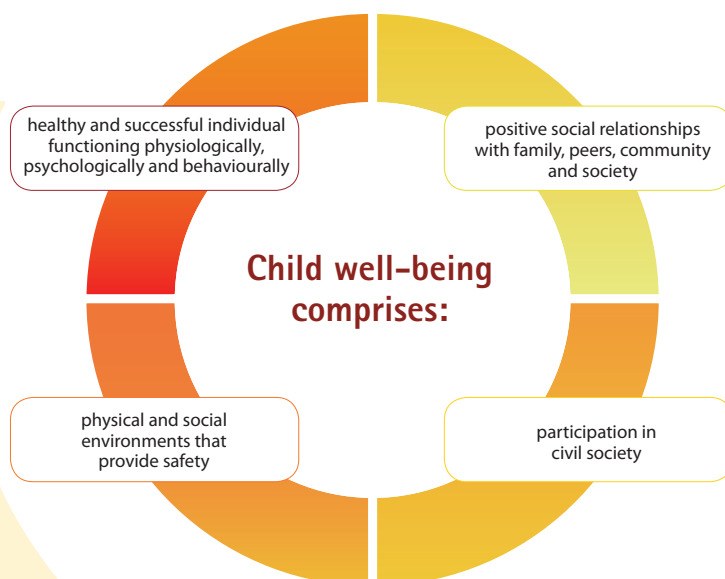 healthy and successful individual
functioning physiologically,
psychologically and behaviourally
positive social relationships
with family, peers, community
and society
Child well-being
comprises:
physical and social
environments that
provide safety
participation in
civil society